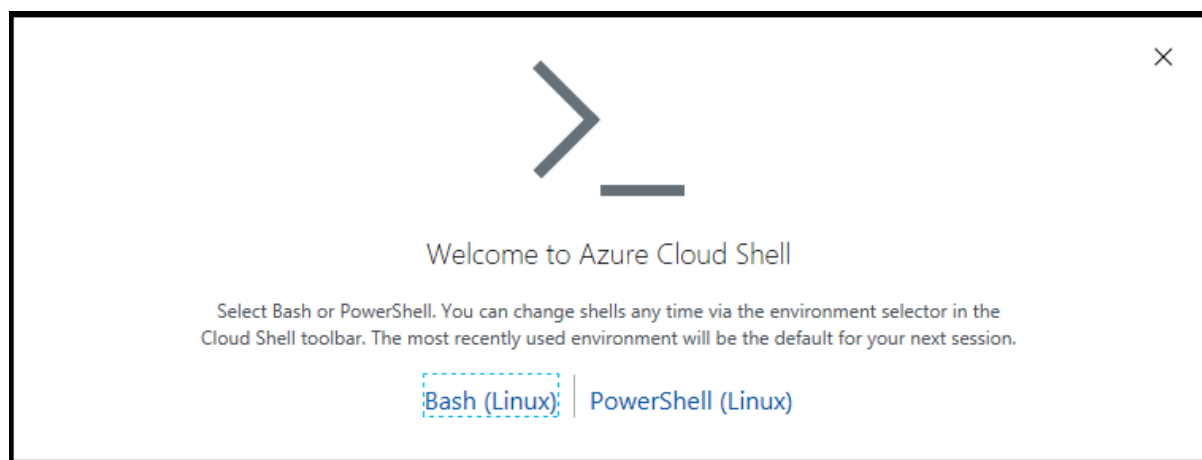 Welcome to Azure Cloud Shell
Select Bash or PowerShell. You can change shells any time via the environment selector in the
Cloud Shell toolbar. The most recently used environment will be the default for your next session.
Bash (Linux) PowerShell (Linux)